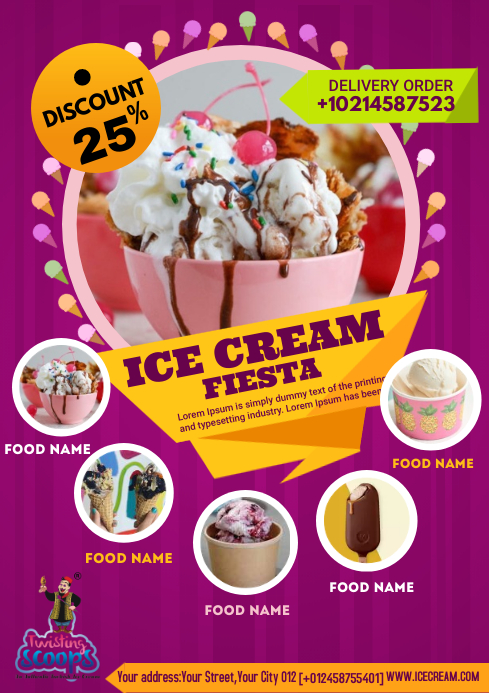 DISCOUNT
25%
DELIVERY ORDER
+10214587523
ICE CREAM
FIESTA
Lorem Ipsum is simply dummy text of the printing
and typesetting industry. Lorem Ipsum has been
FOOD NAME
FOOD NAME
FOOD NAME
FOOD NAME
FOOD NAME
®
Twisting
SCOOPS
Your address:Your Street,Your City 012 [+012458755401] WWW.ICECREAM.COM